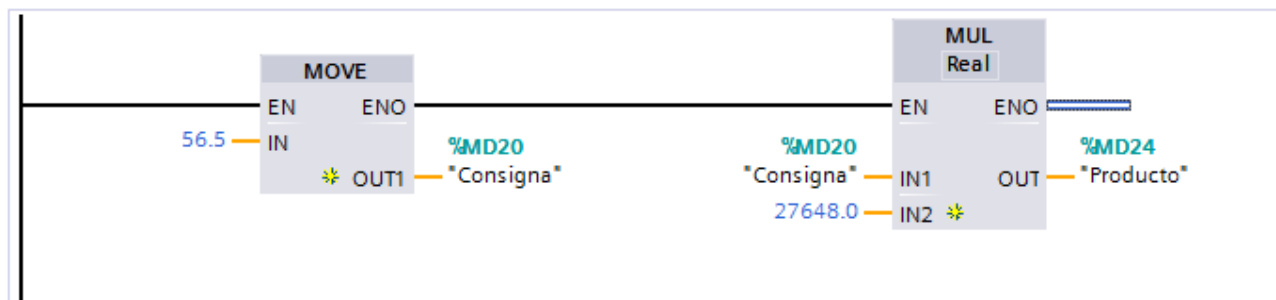 MOVE
EN ENO
56.5 IN
%MD20
OUT1 "Consigna"
MUL
Real
EN ENO
%MD20 %MD24
"Consigna" IN1 OUT "Producto"
27648.0 IN2